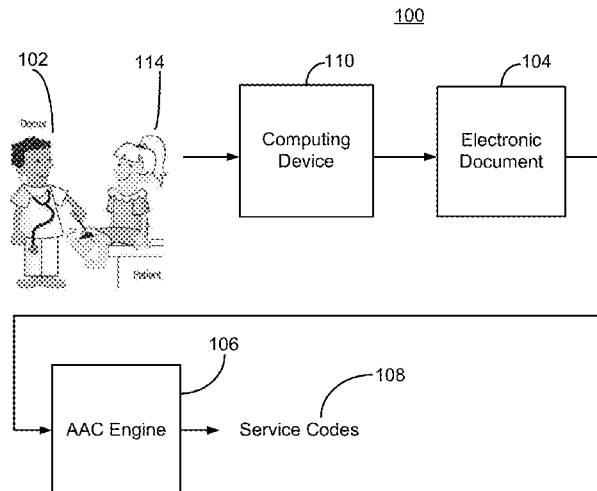 100
102
114
110
104
Doctor
Computing
Device
Electronic
Document
Patient
106
108
AAC Engine
Service Codes